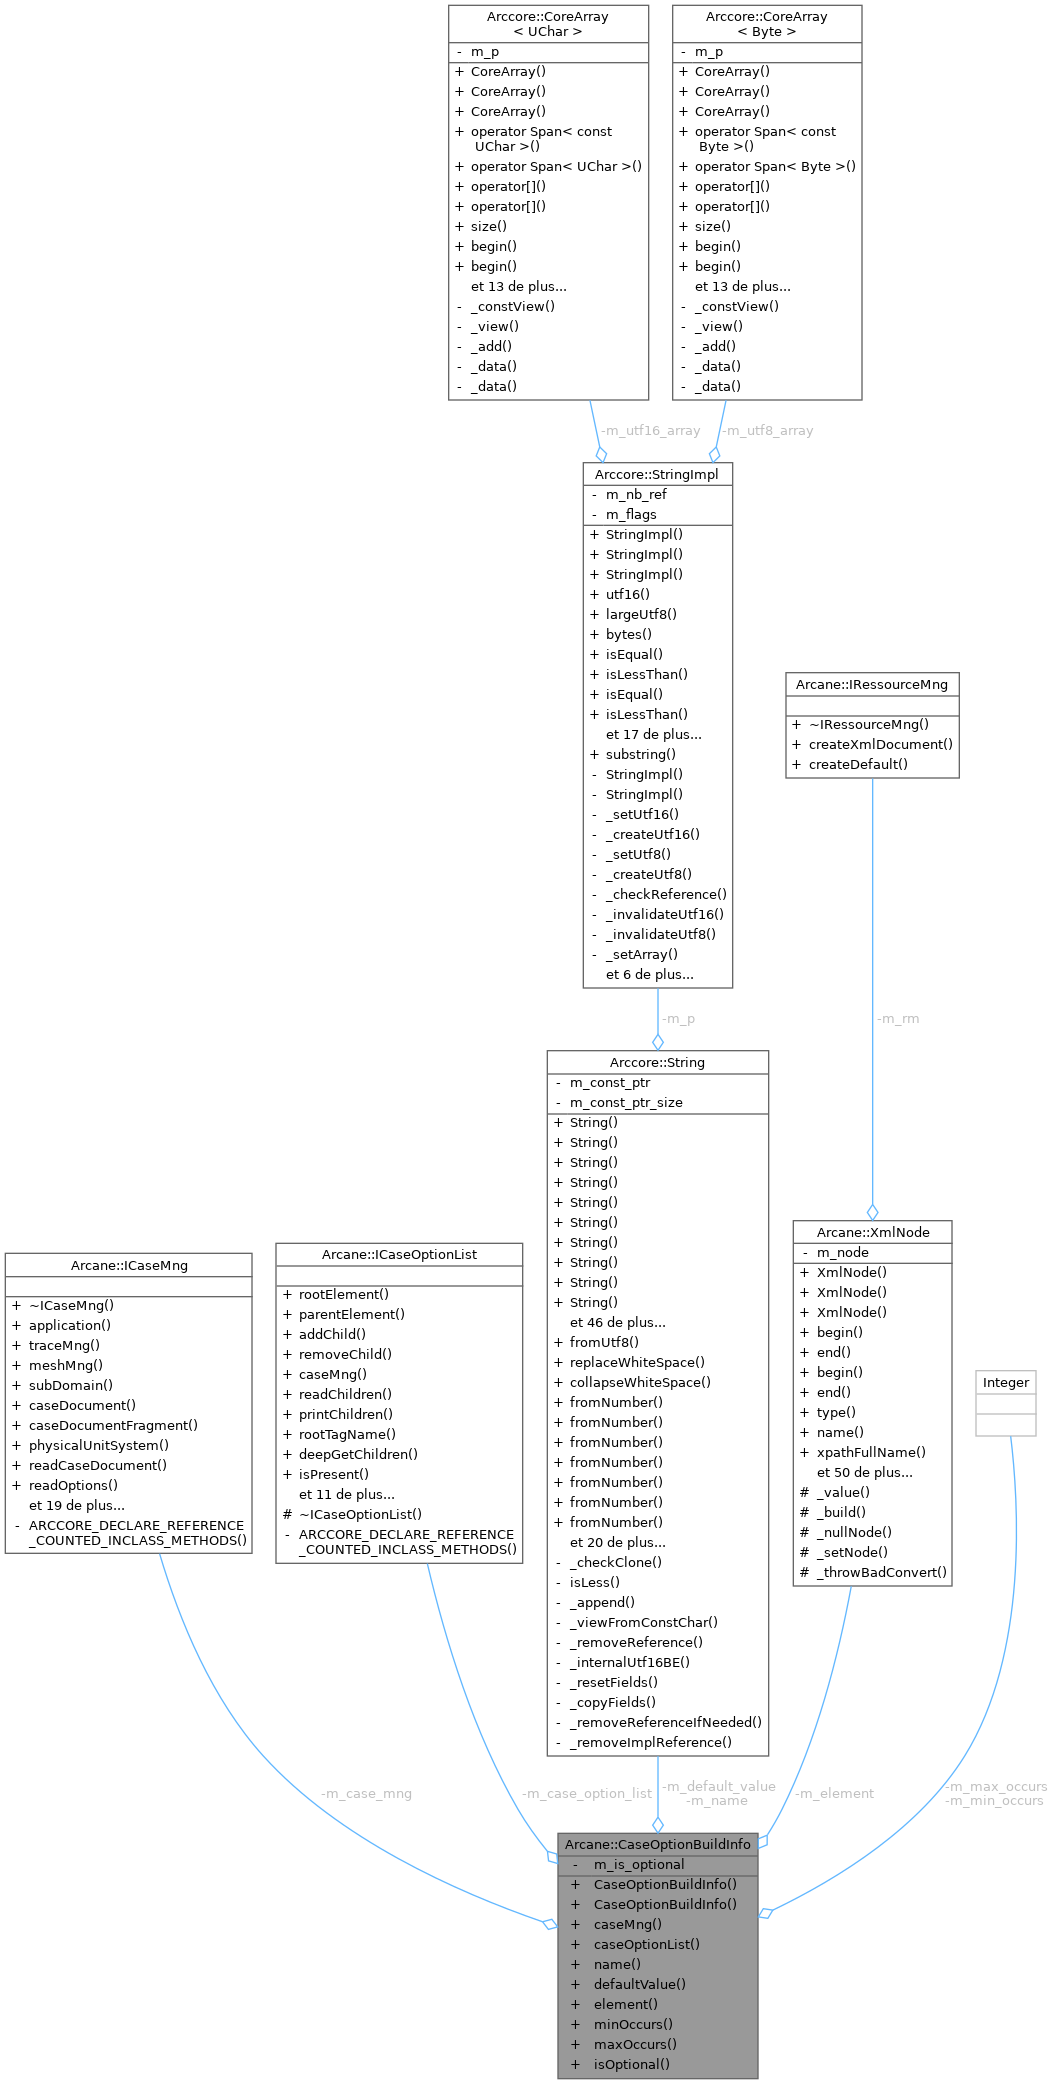 Arccore::CoreArray
< UChar >
- m_p
+ CoreArray()
+ CoreArray()
+ CoreArray()
+ operator Span< const
UChar >()
+ operator Span< UChar >()
+ operator[]()
+ operator[]()
+ size()
+ begin()
+ begin()
et 13 de plus...
- _constView()
- _view()
- _add()
- _data()
- _data()
Arccore::CoreArray
< Byte >
- m_p
+ CoreArray()
+ CoreArray()
+ CoreArray()
+ operator Span< const
Byte >()
+ operator Span< Byte >()
+ operator[]()
+ operator[]()
+ size()
+ begin()
+ begin()
et 13 de plus...
- _constView()
- _view()
- _add()
- _data()
- _data()
-m_utf16_array
-m_utf8_array
Arccore::StringImpl
- m_nb_ref
- m_flags
+ StringImpl()
+ StringImpl()
+ StringImpl()
+ utf16()
+ largeUtf8()
+ bytes()
+ isEqual()
+ isLessThan()
+ isEqual()
+ isLessThan()
et 17 de plus...
+ substring()
- StringImpl()
- StringImpl()
- _setUtf16()
- _createUtf16()
- _setUtf8()
- _createUtf8()
- _checkReference()
- _invalidateUtf16()
- _invalidateUtf8()
- _setArray()
et 6 de plus...
Arcane::IRessourceMng
+ ~IRessourceMng()
+ createXmlDocument()
+ createDefault()
-m_p
-m_rm
Arccore::String
- m_const_ptr
- m_const_ptr_size
+ String()
+ String()
+ String()
+ String()
+ String()
+ String()
+ String()
+ String()
+ String()
+ String()
et 46 de plus...
+ fromUtf8()
+ replaceWhiteSpace()
+ collapseWhiteSpace()
+ fromNumber()
+ fromNumber()
+ fromNumber()
+ fromNumber()
+ fromNumber()
+ fromNumber()
+ fromNumber()
et 20 de plus...
- _checkClone()
- isLess()
- _append()
- _viewFromConstChar()
- _removeReference()
- _internalUtf16BE()
- _resetFields()
- _copyFields()
- _removeReferenceIfNeeded()
- _removeImplReference()
Arcane::XmlNode
- m_node
+ XmlNode()
+ XmlNode()
+ XmlNode()
+ begin()
+ end()
+ begin()
+ end()
+ type()
+ name()
+ xpathFullName()
et 50 de plus...
# _value()
# _build()
# _nullNode()
# _setNode()
# _throwBadConvert()
Arcane::ICaseMng
+ ~ICaseMng()
+ application()
+ traceMng()
+ meshMng()
+ subDomain()
+ caseDocument()
+ caseDocumentFragment()
+ physicalUnitSystem()
+ readCaseDocument()
+ readOptions()
et 19 de plus...
- ARCCORE_DECLARE_REFERENCE
_COUNTED_INCLASS_METHODS()
Arcane::ICaseOptionList
+ rootElement()
+ parentElement()
+ addChild()
+ removeChild()
+ caseMng()
+ readChildren()
+ printChildren()
+ rootTagName()
+ deepGetChildren()
+ isPresent()
et 11 de plus...
# ~ICaseOptionList()
- ARCCORE_DECLARE_REFERENCE
_COUNTED_INCLASS_METHODS()
Integer
-m_case_mng
-m_case_option_list
-m_default_value
-m_name
-m_element
-m_max_occurs
-m_min_occurs
Arcane::CaseOptionBuildInfo
- m_is_optional
+ CaseOptionBuildInfo()
+ CaseOptionBuildInfo()
+ caseMng()
+ caseOptionList()
+ name()
+ defaultValue()
+ element()
+ minOccurs()
+ maxOccurs()
+ isOptional()